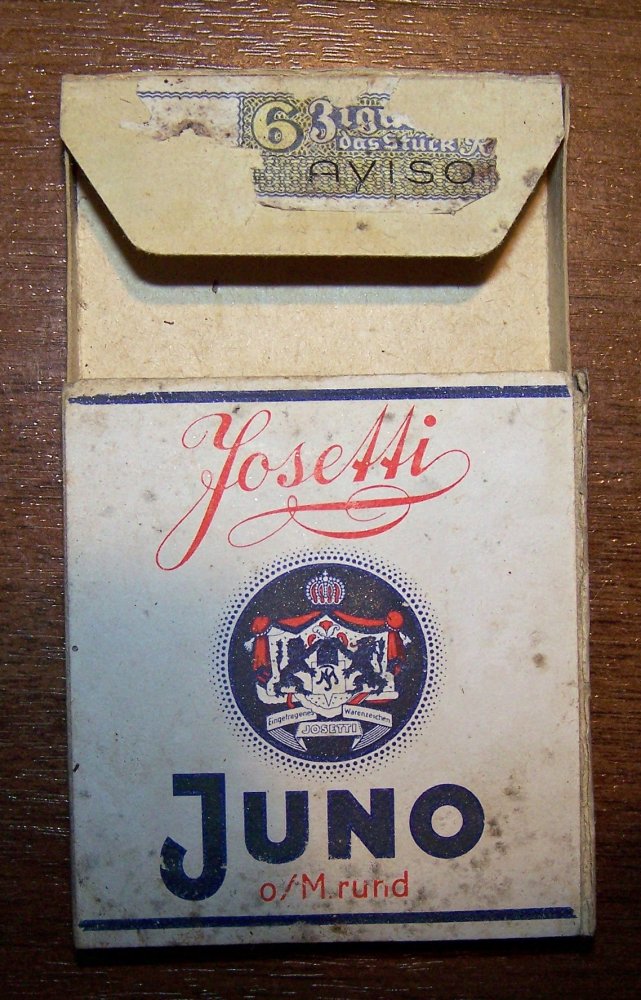 6 Zig
das Stück
AVISO
Josetti
Eingetragenes Warenzeichen
JOSETTI
JUNO
o/M. rund